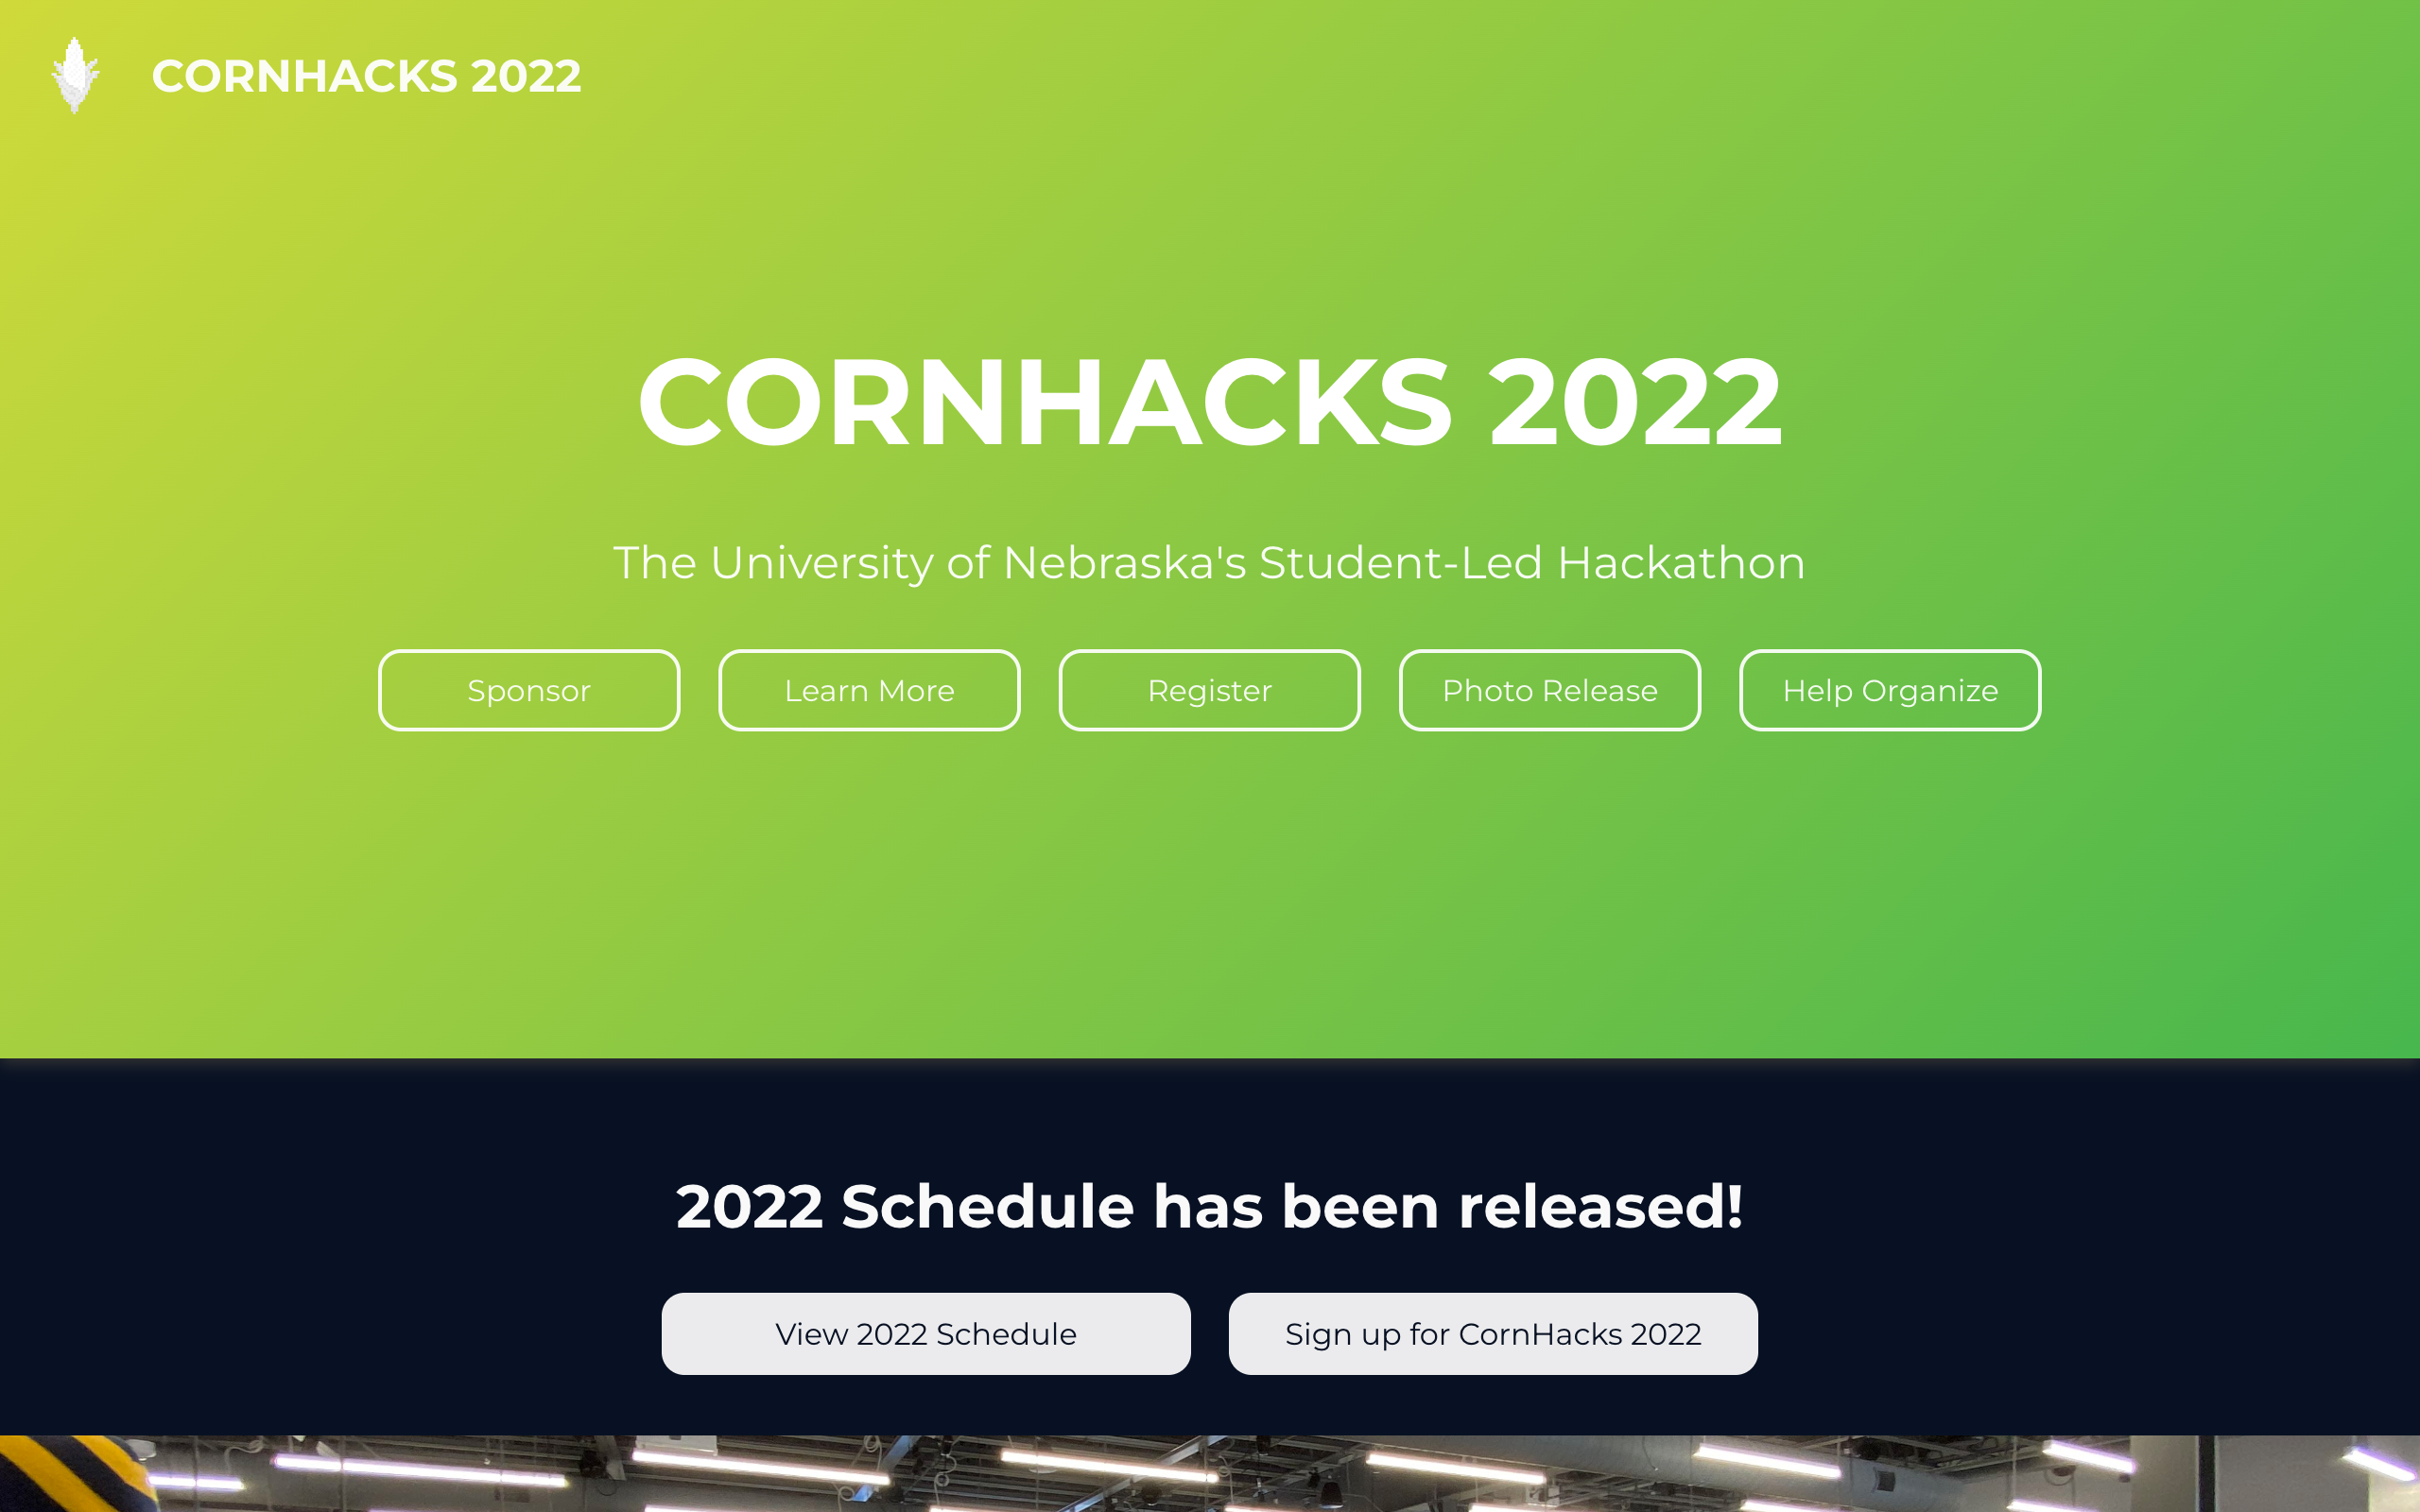 CORNHACKS 2022
CORNHACKS 2022
The University of Nebraska's Student-Led Hackathon
Sponsor
Learn More
Register
Photo Release
Help Organize
2022 Schedule has been released!
View 2022 Schedule
Sign up for CornHacks 2022